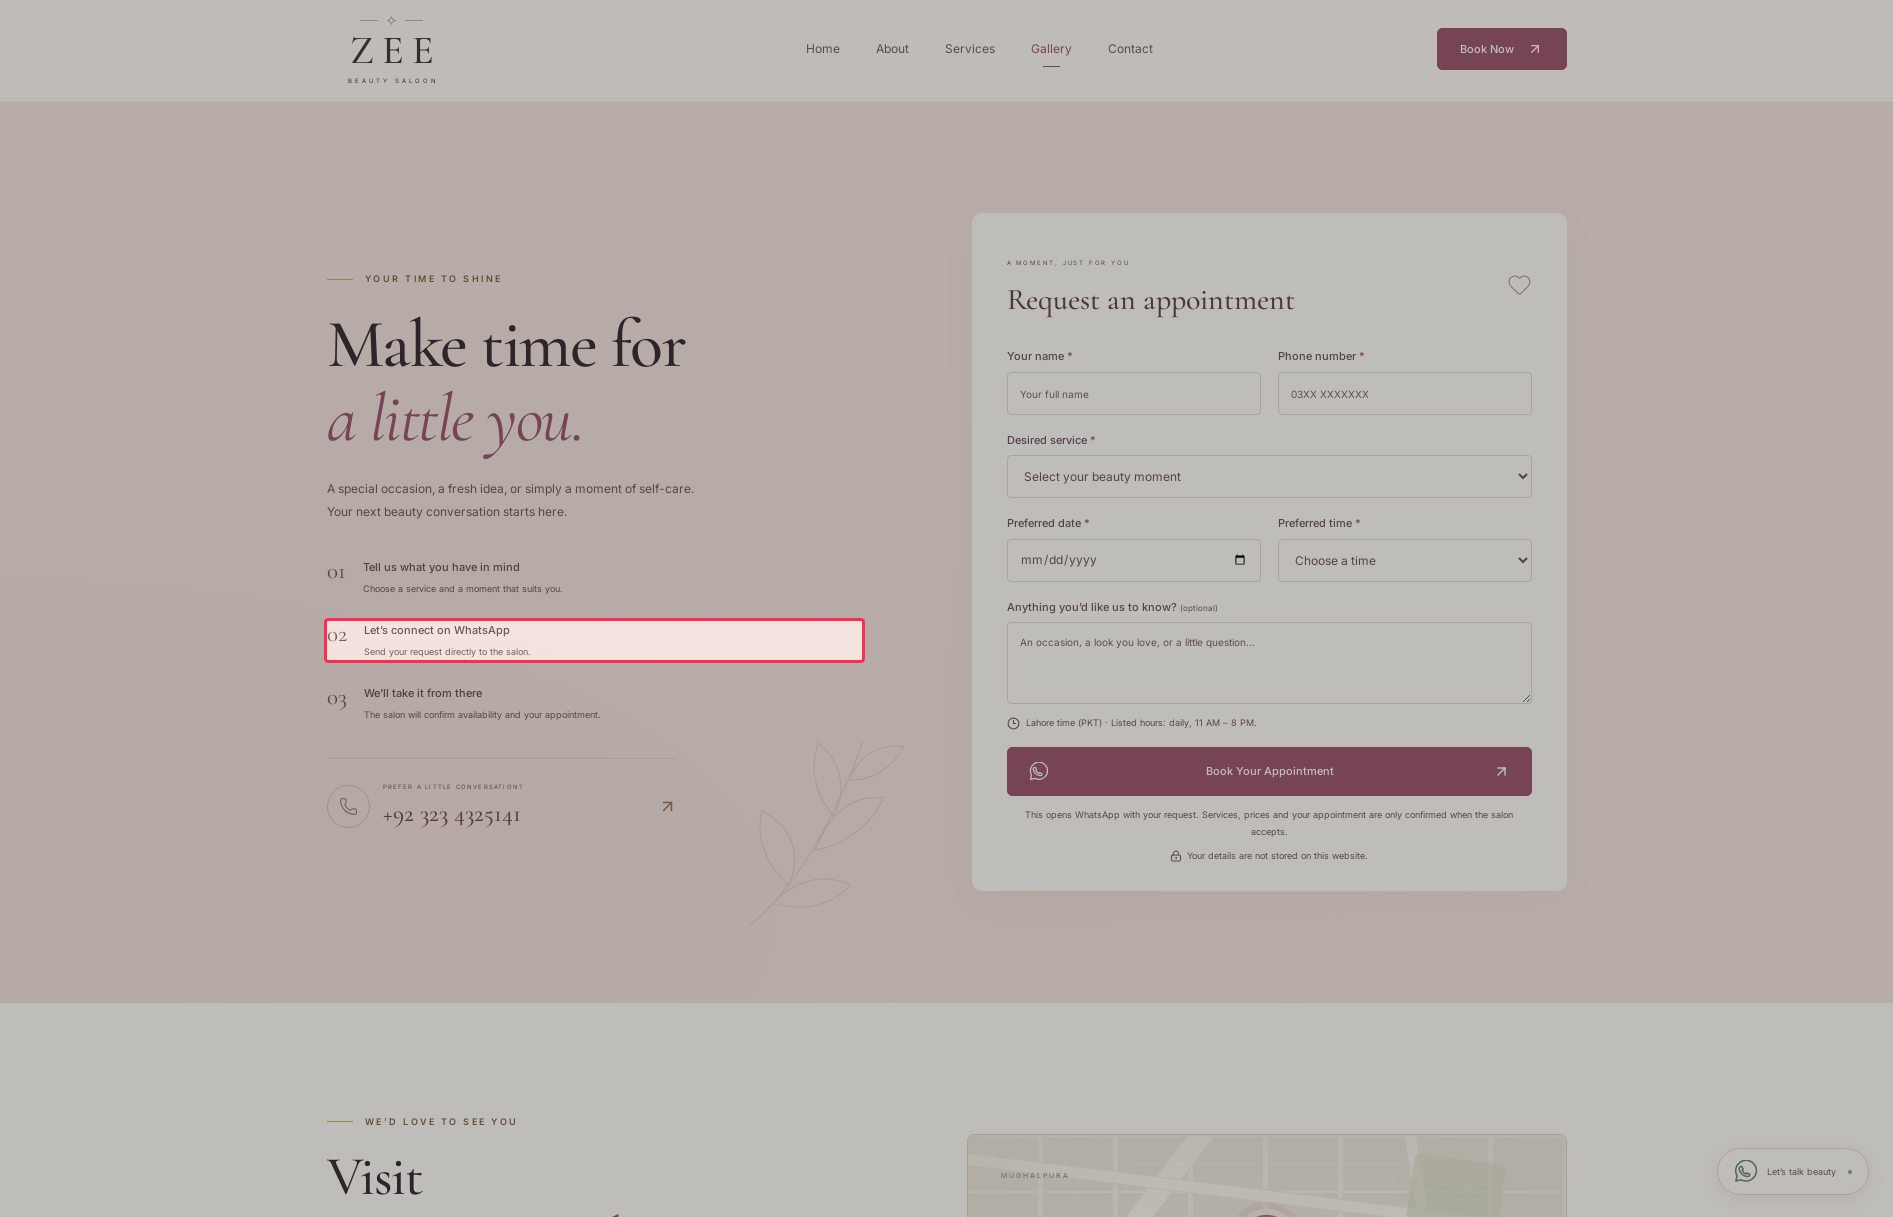 ZEE
BEAUTY SALOON
Home
About
Services
Gallery
Contact
Book Now
YOUR TIME TO SHINE
Make time for
a little you.
A special occasion, a fresh idea, or simply a moment of self-care.
Your next beauty conversation starts here.
01
Tell us what you have in mind
Choose a service and a moment that suits you.
02
Let’s connect on WhatsApp
Send your request directly to the salon.
03
We’ll take it from there
The salon will confirm availability and your appointment.
PREFER A LITTLE CONVERSATION?
+92 323 4325141
A MOMENT, JUST FOR YOU
Request an appointment
Your name *
Phone number *
Your full name
03XX XXXXXXX
Desired service *
Select your beauty moment
Preferred date *
Preferred time *
mm/dd/yyyy
Choose a time
Anything you’d like us to know? (optional)
An occasion, a look you love, or a little question...
Lahore time (PKT) · Listed hours: daily, 11 AM – 8 PM.
Book Your Appointment
This opens WhatsApp with your request. Services, prices and your appointment are only confirmed when the salon
accepts.
Your details are not stored on this website.
WE’D LOVE TO SEE YOU
Visit
MUGHALPURA
Let’s talk beauty